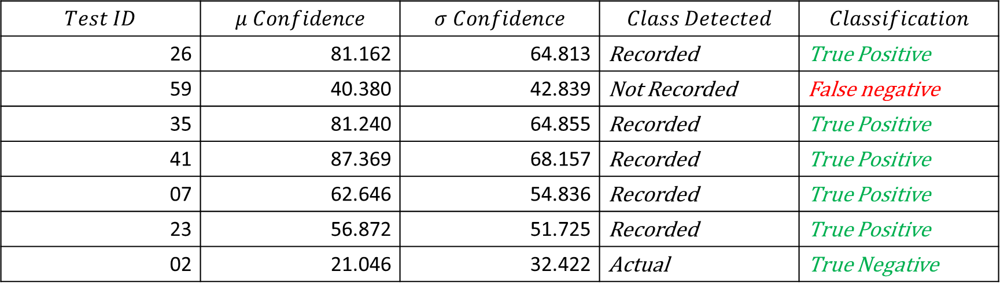 Test ID μ Confidence σ Confidence Class Detected Classification
26 81.162 64.813 Recorded True Positive
59 40.380 42.839 Not Recorded False negative
35 81.240 64.855 Recorded True Positive
41 87.369 68.157 Recorded True Positive
07 62.646 54.836 Recorded True Positive
23 56.872 51.725 Recorded True Positive
02 21.046 32.422 Actual True Negative